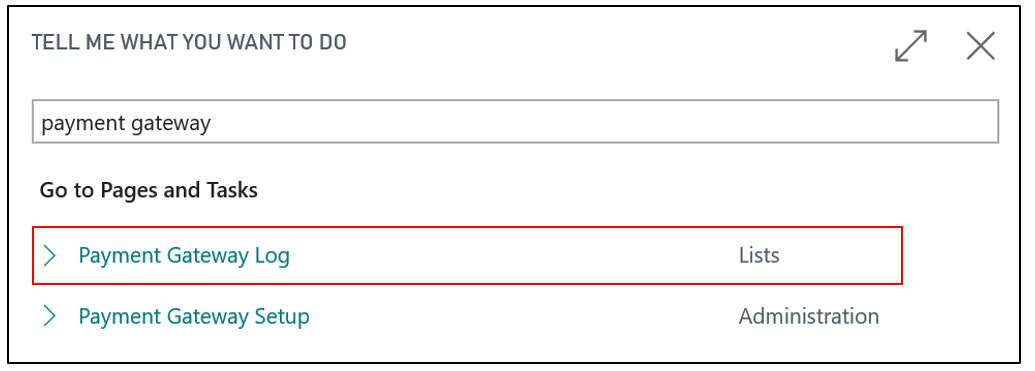 TELL ME WHAT YOU WANT TO DO
payment gateway
Go to Pages and Tasks
Payment Gateway Log Lists
Payment Gateway Setup Administration